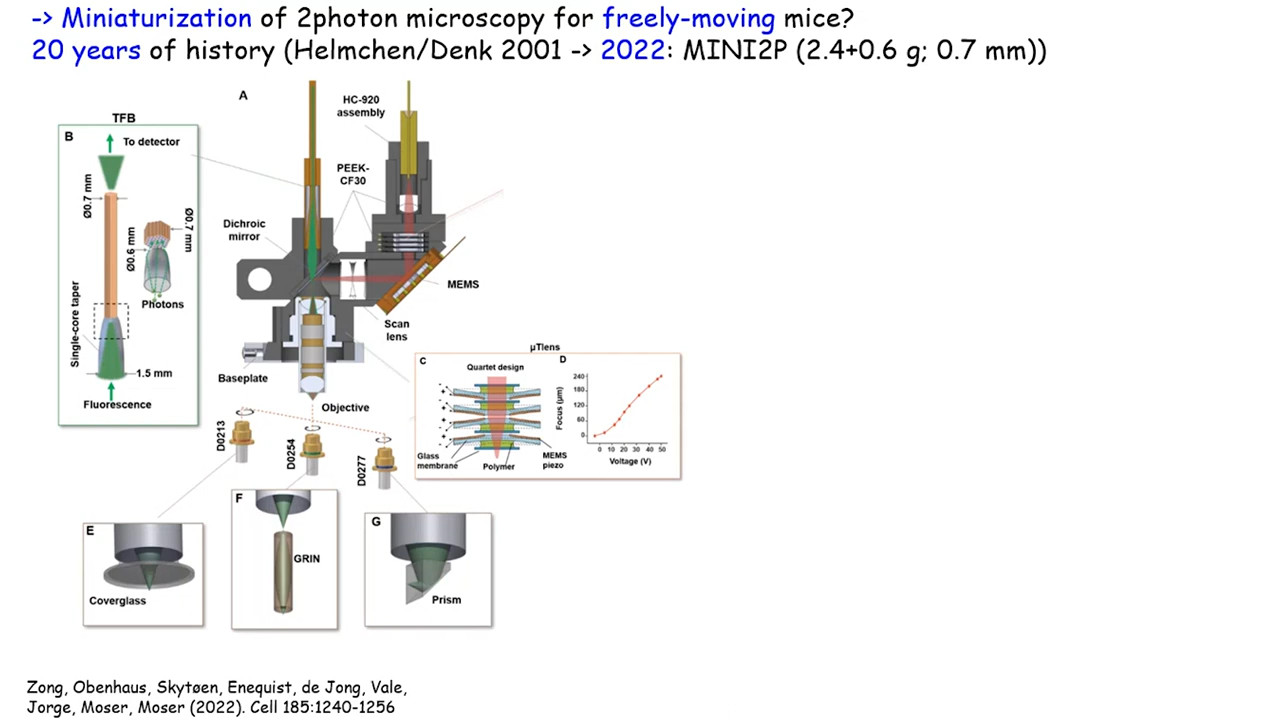 -> Miniaturization of 2photon microscopy for freely-moving mice?
20 years of history (Helmchen/Denk 2001 -> 2022: MINI2P (2.4+0.6 g; 0.7 mm))
TFB
B
To detector
Ø0.7 mm
Ø0.6 mm
Ø0.7 mm
Photons
Single-core taper
1.5 mm
Fluorescence
A
HC-920
assembly
PEEK-
CF30
Dichroic
mirror
MEMS
Scan
lens
Baseplate
Objective
D0213
D0254
D0277
µTlens
C
Quartet design
- + + - - + + -
Glass
membrane
Polymer
MEMS
piezo
D
Focus (µm)
240
180
120
60
0
0 10 20 30 40 50
Voltage (V)
E
Coverglass
F
GRIN
G
Prism
Zong, Obenhaus, Skytøen, Enequist, de Jong, Vale,
Jorge, Moser, Moser (2022). Cell 185:1240-1256